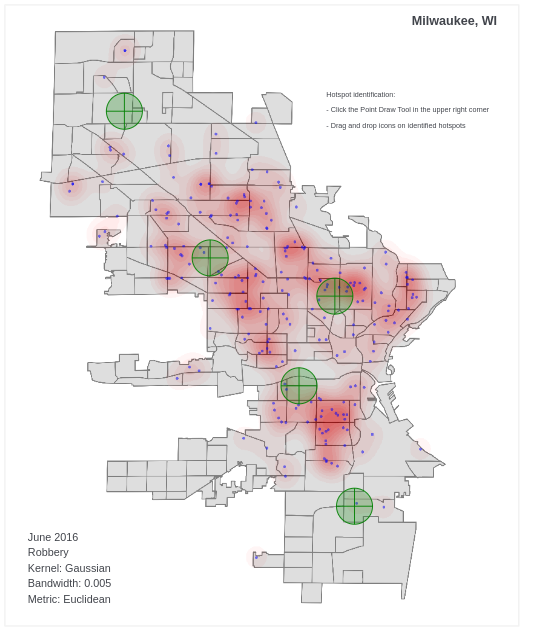 Milwaukee, WI
Hotspot identification:
- Click the Point Draw Tool in the upper right corner
- Drag and drop icons on identified hotspots
June 2016
Robbery
Kernel: Gaussian
Bandwidth: 0.005
Metric: Euclidean